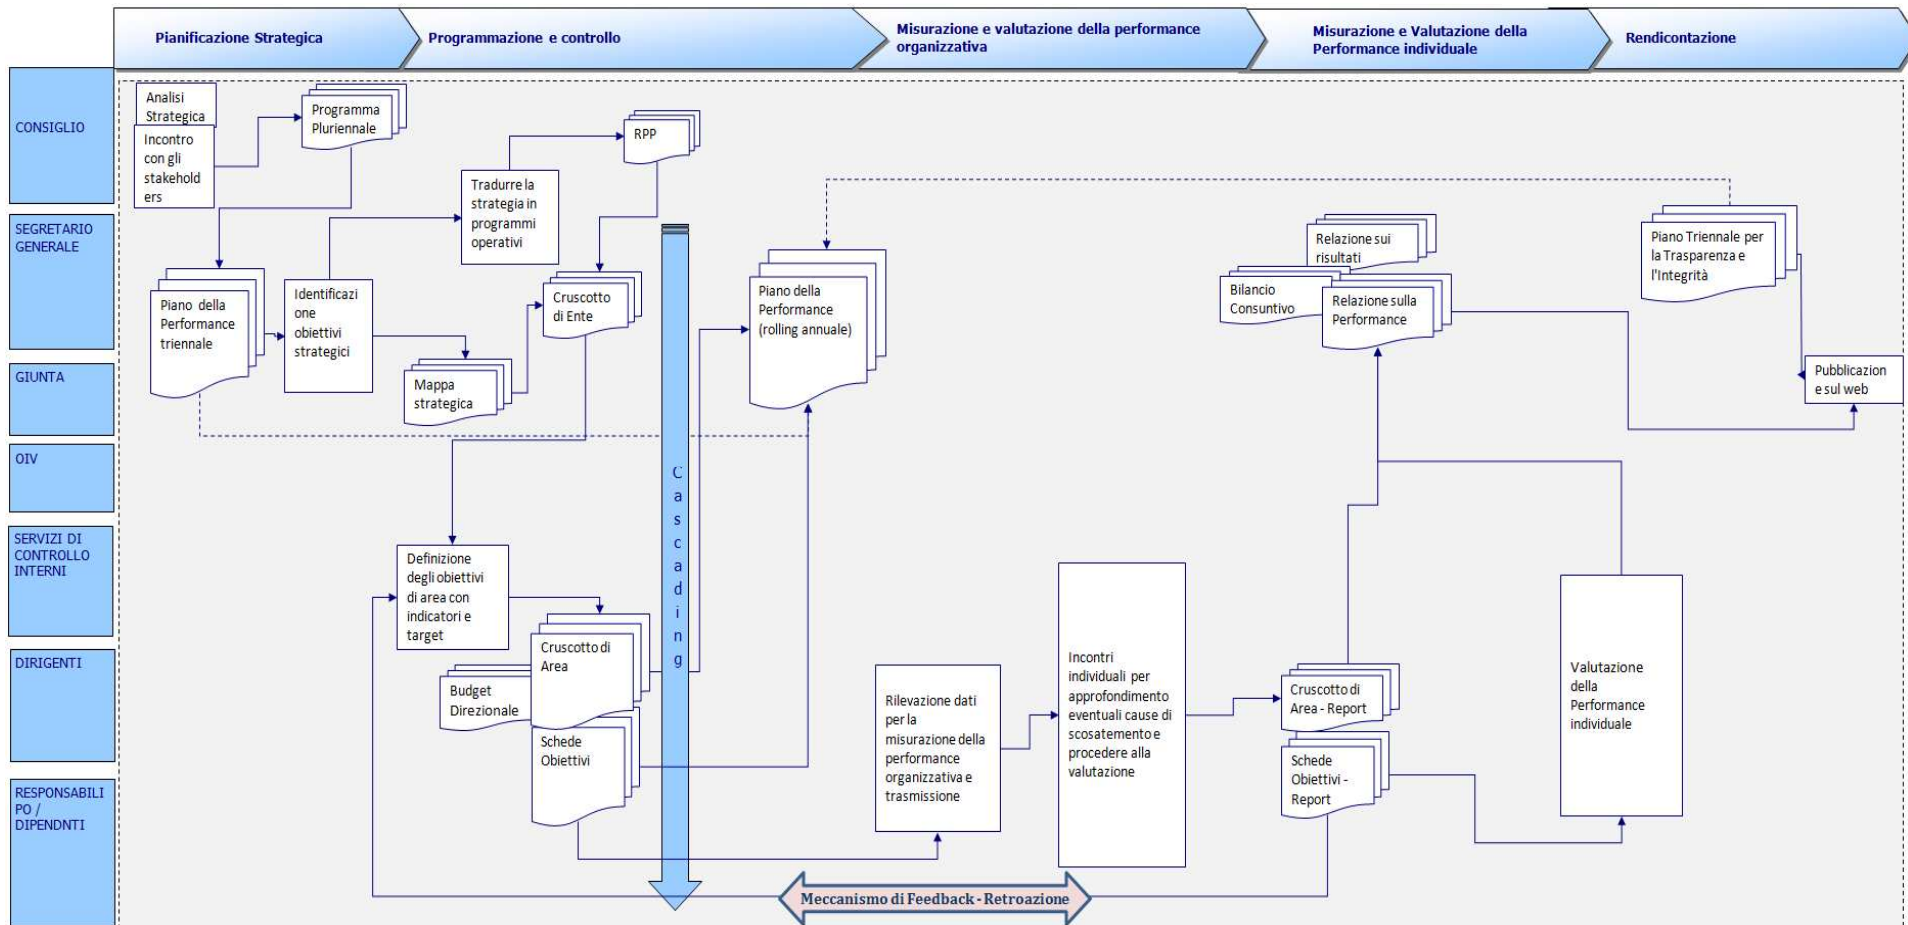 Pianificazione Strategica
Programmazione e controllo
Misurazione e valutazione della performance
organizzativa
Misurazione e Valutazione della
Performance individuale
Rendicontazione
CONSIGLIO
SEGRETARIO
GENERALE
GIUNTA
OIV
SERVIZI DI
CONTROLLO
INTERNI
DIRIGENTI
RESPONSABILI
PO /
DIPENDNTI
Analisi
Strategica
Incontro
con gli
stakehold
ers
Programma
Pluriennale
RPP
Tradurre la
strategia in
programmi
operativi
Piano della
Performance
triennale
Identificazi
one
obiettivi
strategici
Cruscotto
di Ente
Mappa
strategica
Piano della
Performance
(rolling annuale)
Relazione sui
risultati
Bilancio
Consuntivo
Relazione sulla
Performance
Piano Triennale per
la Trasparenza e
l'Integrità
Pubblicazion
e sul web
C
a
s
c
a
d
i
n
g
Definizione
degli obiettivi
di area con
indicatori e
target
Cruscotto di
Area
Budget
Direzionale
Schede
Obiettivi
Rilevazione dati
per la
misurazione della
performance
organizzativa e
trasmissione
Incontri
individuali per
approfondimento
eventuali cause di
scosatemento e
procedere alla
valutazione
Cruscotto di
Area - Report
Schede
Obiettivi -
Report
Valutazione
della
Performance
individuale
Meccanismo di Feedback - Retroazione